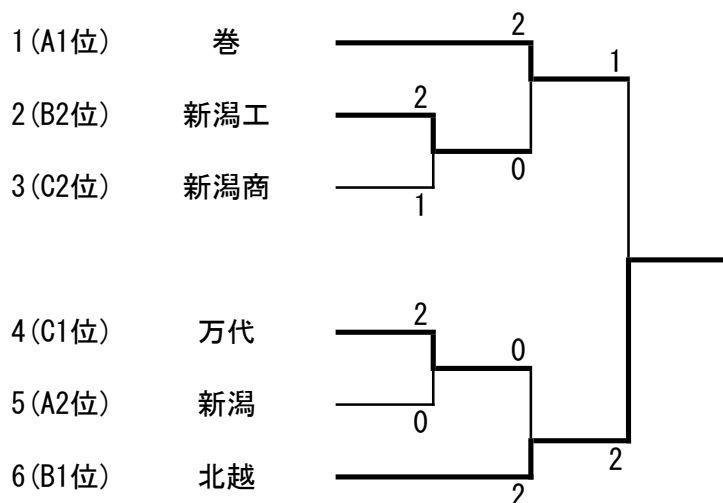 1(A1位) 巻 2
1
2(B2位) 新潟工 2
0
3(C2位) 新潟商 1
4(C1位) 万代 2
0
5(A2位) 新潟 0
2
6(B1位) 北越 2